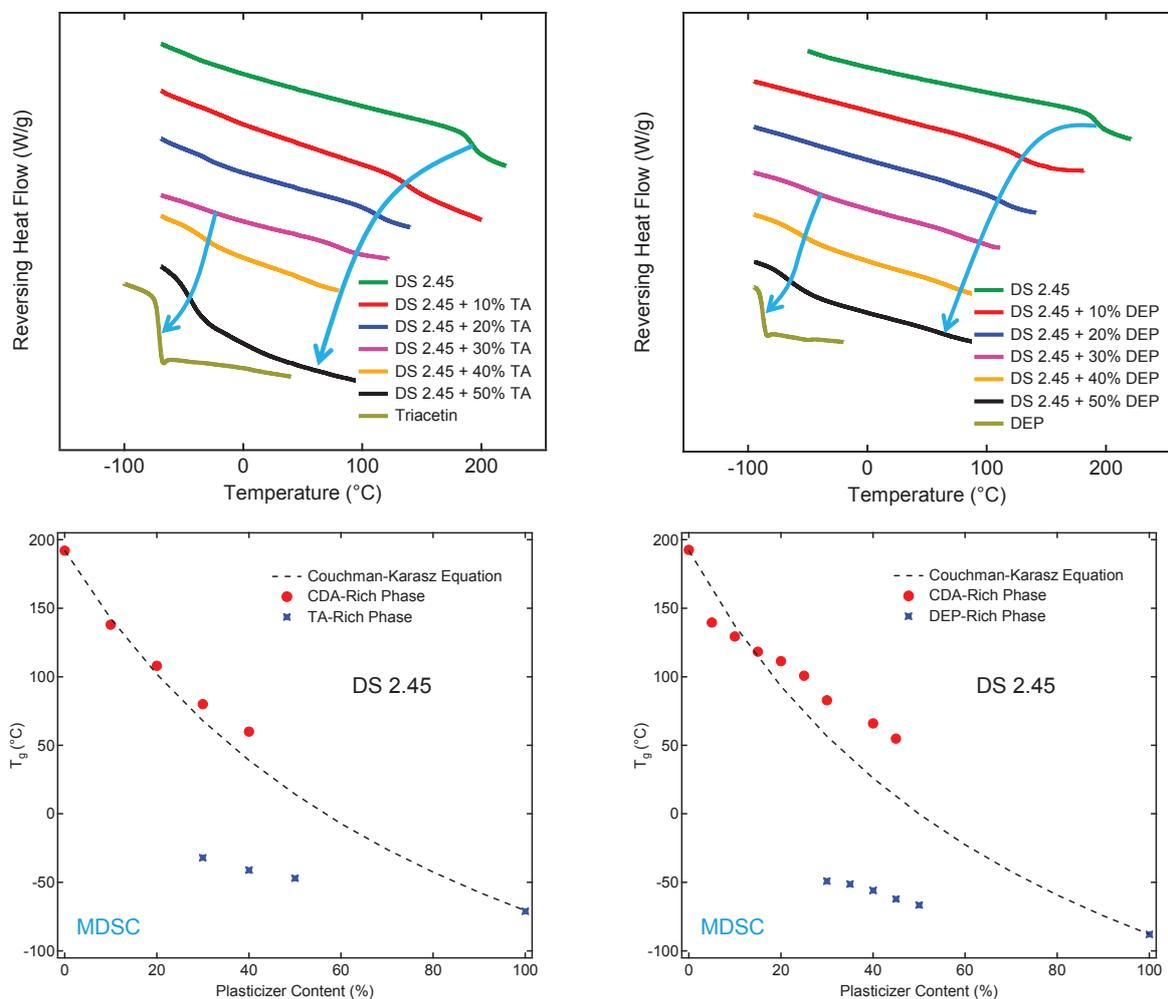 Reversing Heat Flow (W/g)
DS 2.45
DS 2.45 + 10% TA
DS 2.45 + 20% TA
DS 2.45 + 30% TA
DS 2.45 + 40% TA
DS 2.45 + 50% TA
Triacetin
-100 0 100 200
Temperature (°C)
Reversing Heat Flow (W/g)
DS 2.45
DS 2.45 + 10% DEP
DS 2.45 + 20% DEP
DS 2.45 + 30% DEP
DS 2.45 + 40% DEP
DS 2.45 + 50% DEP
DEP
-100 0 100 200
Temperature (°C)
200
150
100
50
0
-50
-100
Tg (°C)
Couchman-Karasz Equation
CDA-Rich Phase
TA-Rich Phase
DS 2.45
MDSC
0 20 40 60 80 100
Plasticizer Content (%)
200
150
100
50
0
-50
-100
Tg (°C)
Couchman-Karasz Equation
CDA-Rich Phase
DEP-Rich Phase
DS 2.45
MDSC
0 20 40 60 80 100
Plasticizer Content (%)